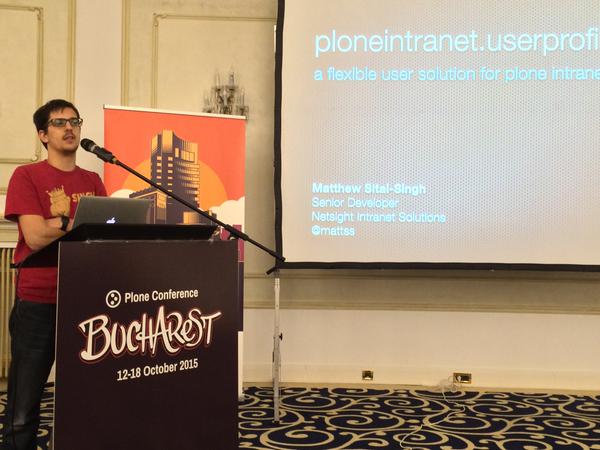 ploneintranet.userprofi
a flexible user solution for plone intrane
Matthew Sital-Singh
Senior Developer
Netsight Intranet Solutions
@mattss
SINGH
Plone Conference
BUCHAREST
12-18 October 2015